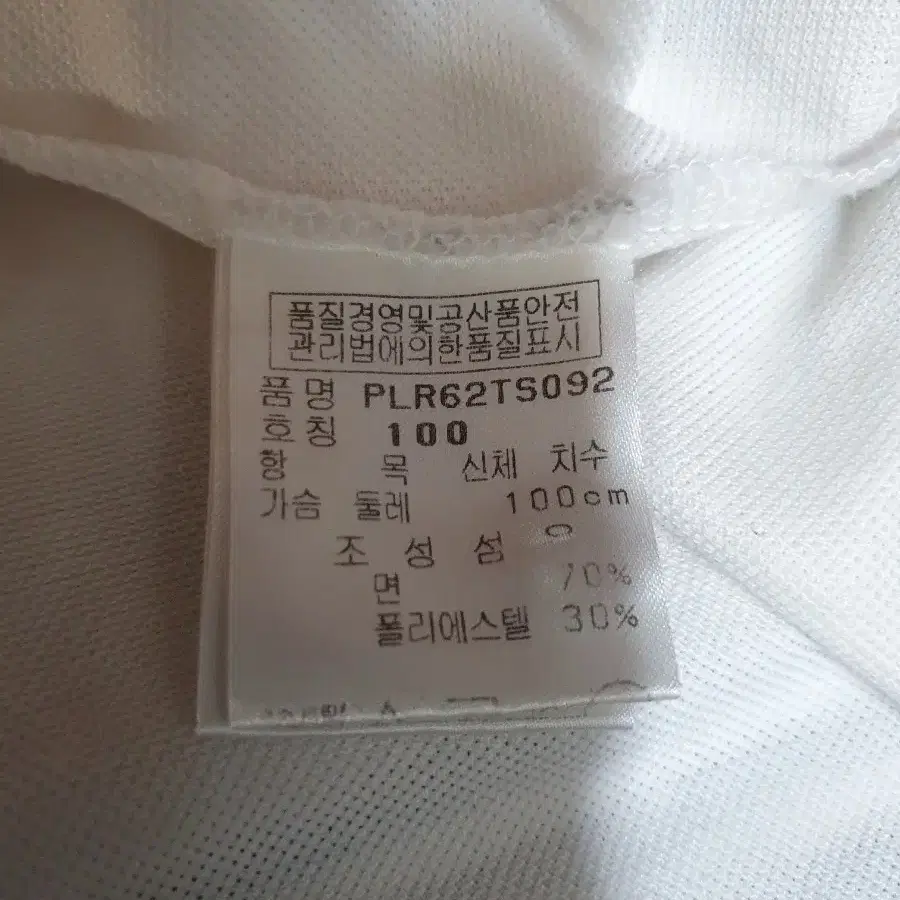 품질경영및공산품안전
관리법에의한품질표시
품 명 PLR62TS092
호 칭 100
항 목 신체 치수
가슴 둘레 100cm
조 성 섬 유
면 70%
폴리에스텔 30%